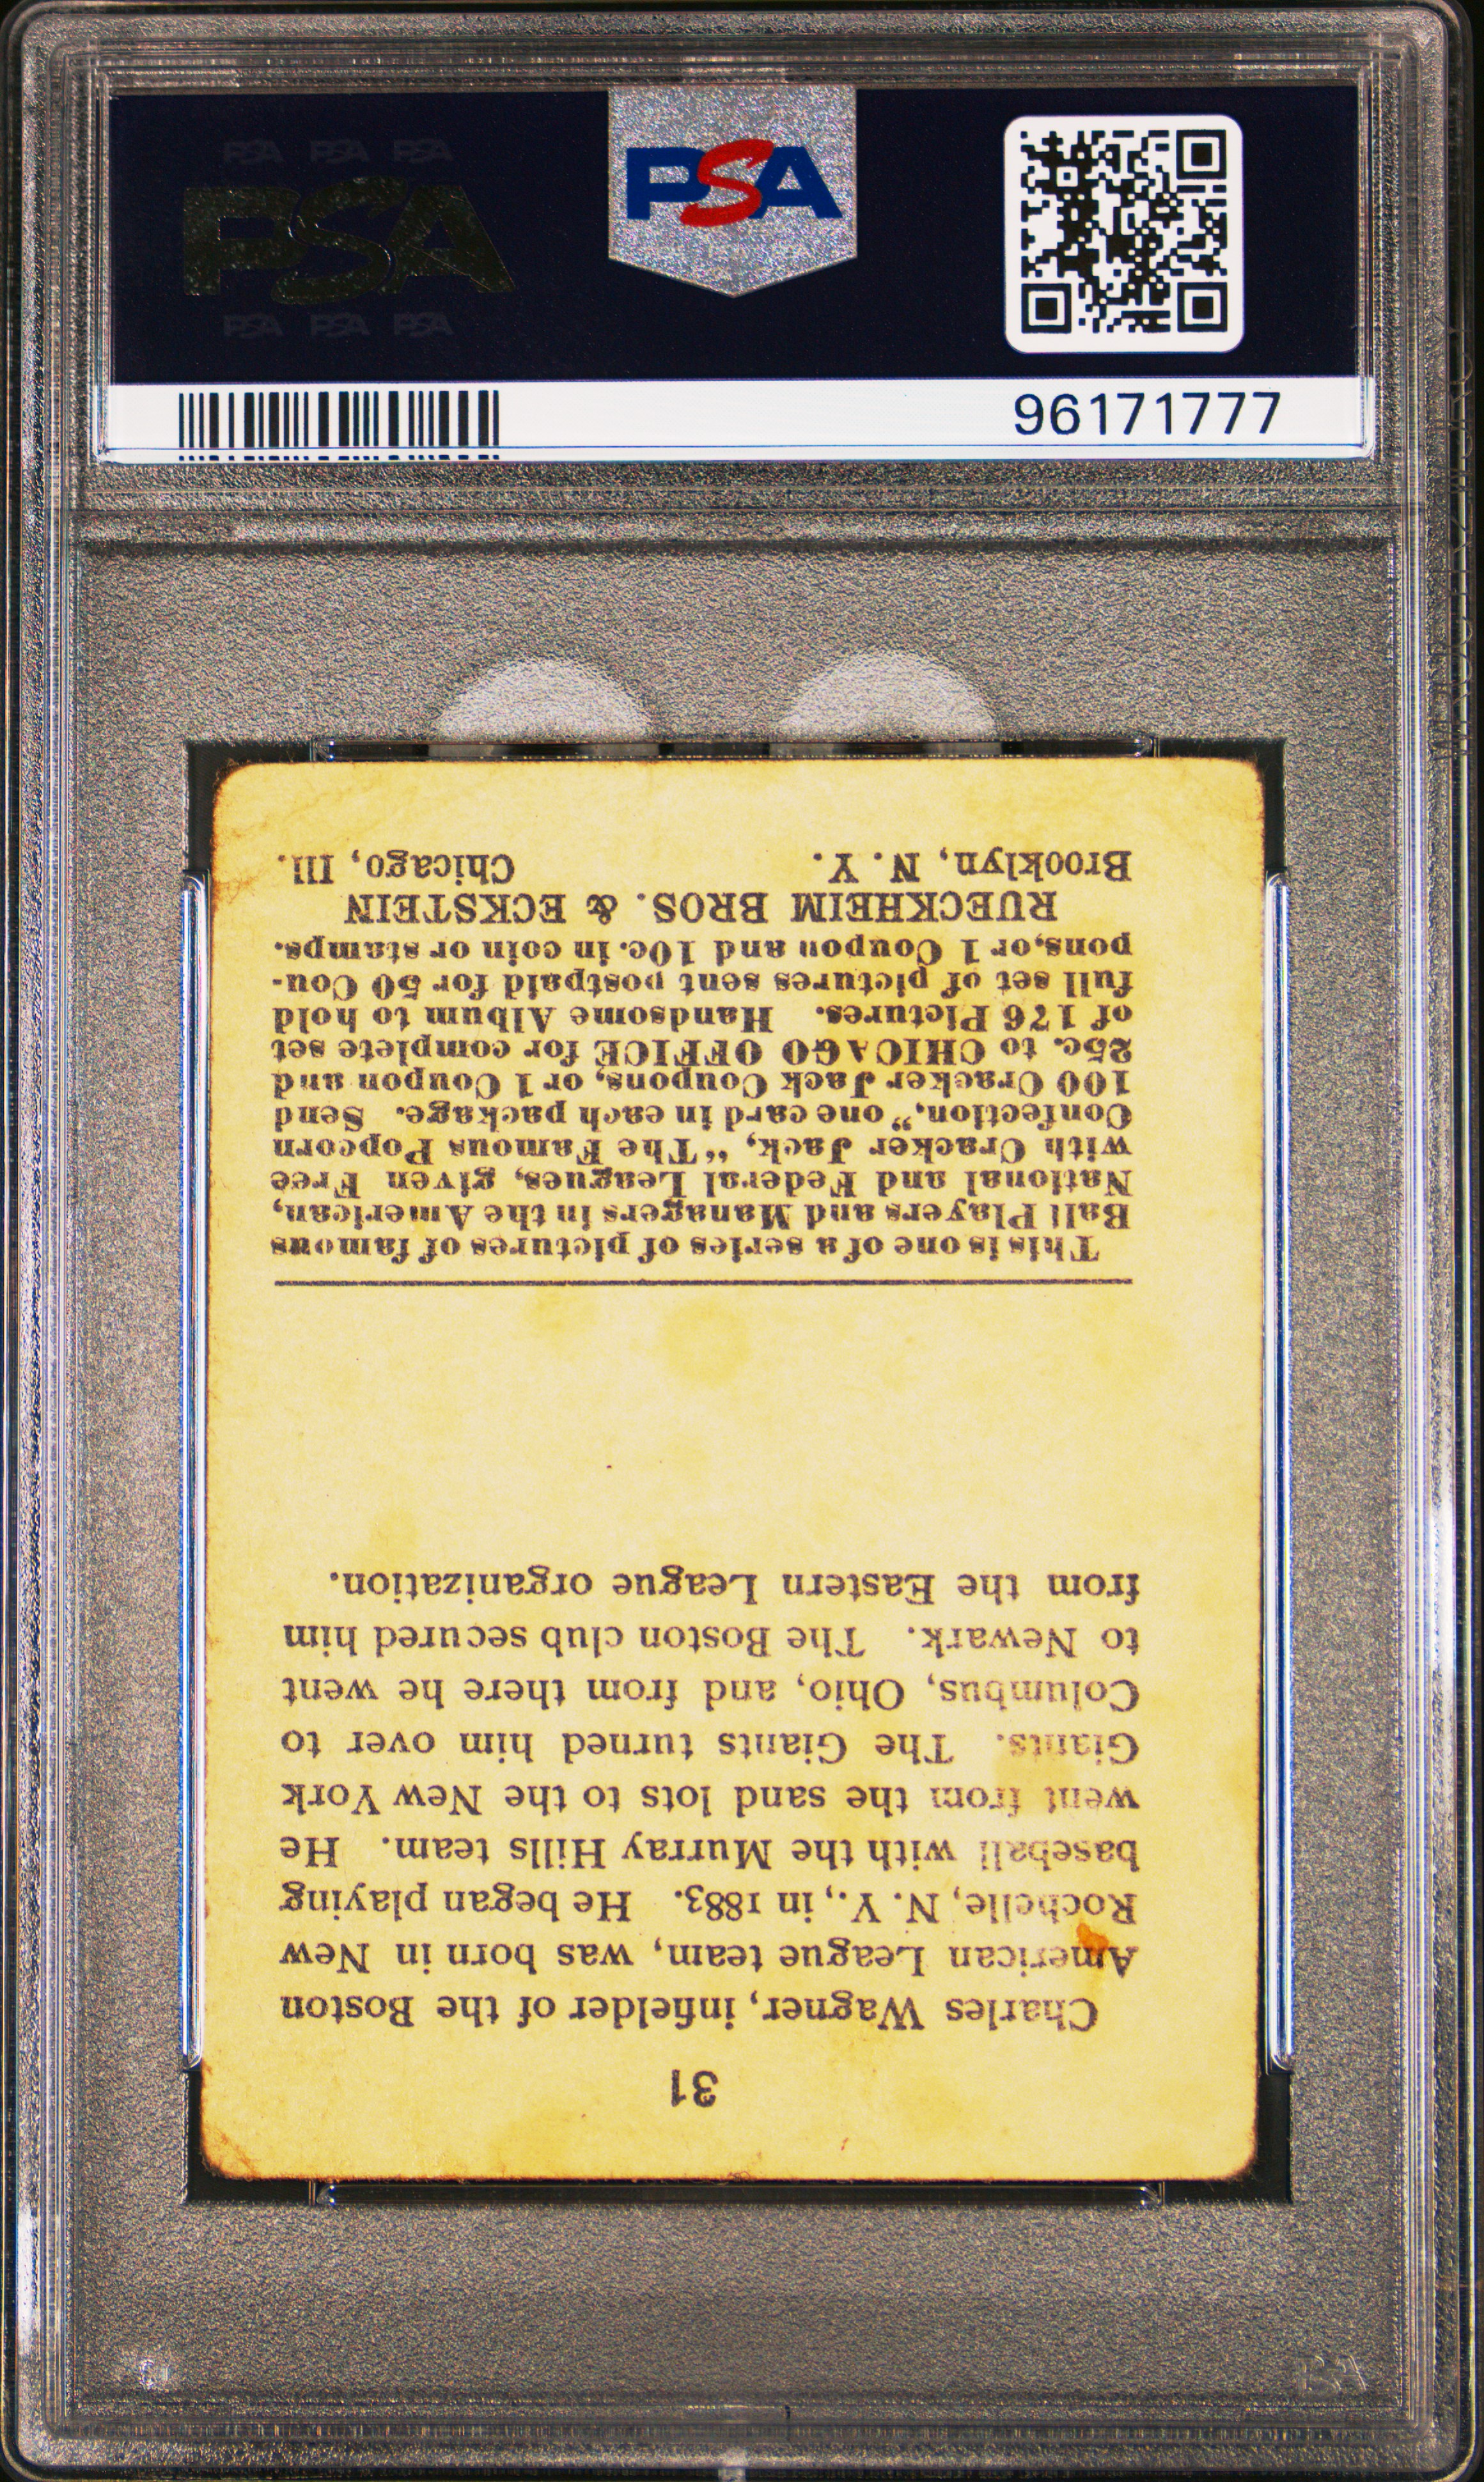 PSA PSA PSA
PSA
PSA PSA PSA
PSA
96171777
31
Charles Wagner, infielder of the Boston
American League team, was born in New
Rochelle, N. Y., in 1883. He began playing
baseball with the Murray Hills team. He
went from the sand lots to the New York
Giants. The Giants turned him over to
Columbus, Ohio, and from there he went
to Newark. The Boston club secured him
from the Eastern League organization.
This is one of a series of pictures of famous
Ball Players and Managers in the American,
National and Federal Leagues, given Free
with Cracker Jack, "The Famous Popcorn
Confection," one card in each package. Send
100 Cracker Jack Coupons, or 1 Coupon and
25c. to CHICAGO OFFICE for complete set
of 176 Pictures. Handsome Album to hold
full set of pictures sent postpaid for 50 Cou-
pons, or 1 Coupon and 10c. in coin or stamps.
RUECKHEIM BROS. & ECKSTEIN
Brooklyn, N. Y. Chicago, Ill.